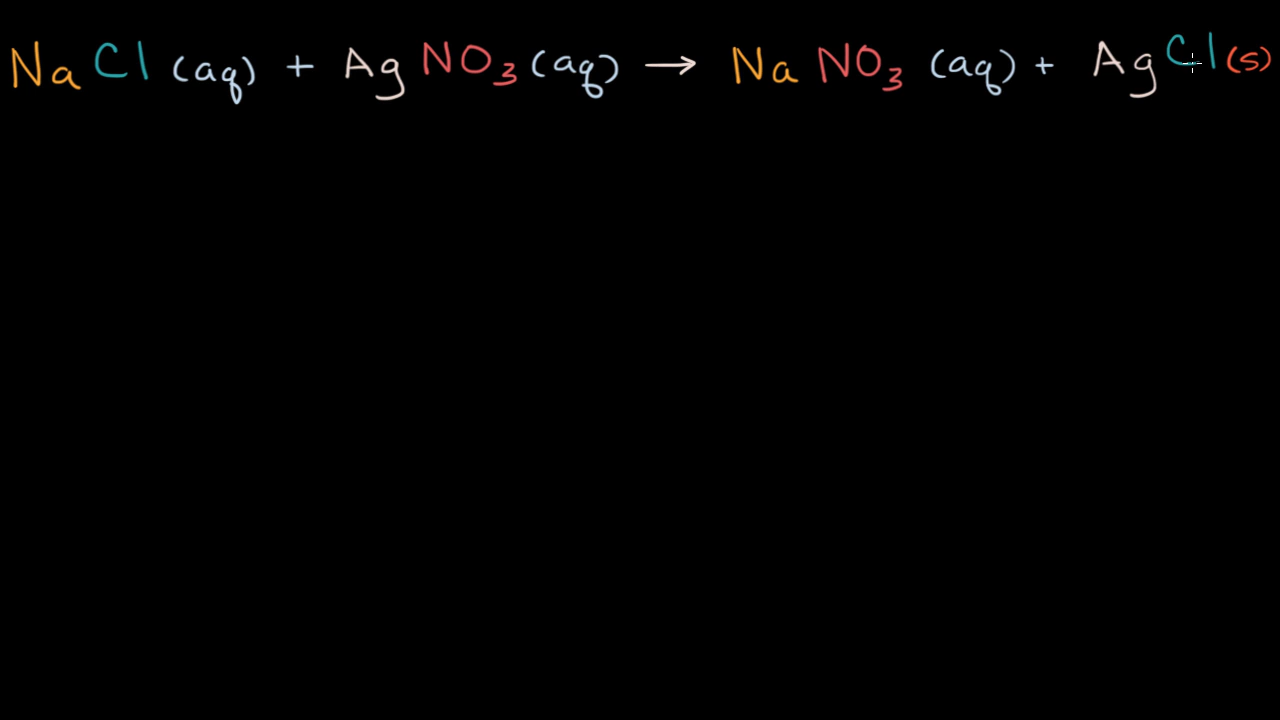 NaCl (aq) + AgNO₃ (aq) → NaNO₃ (aq) + AgCl (s)